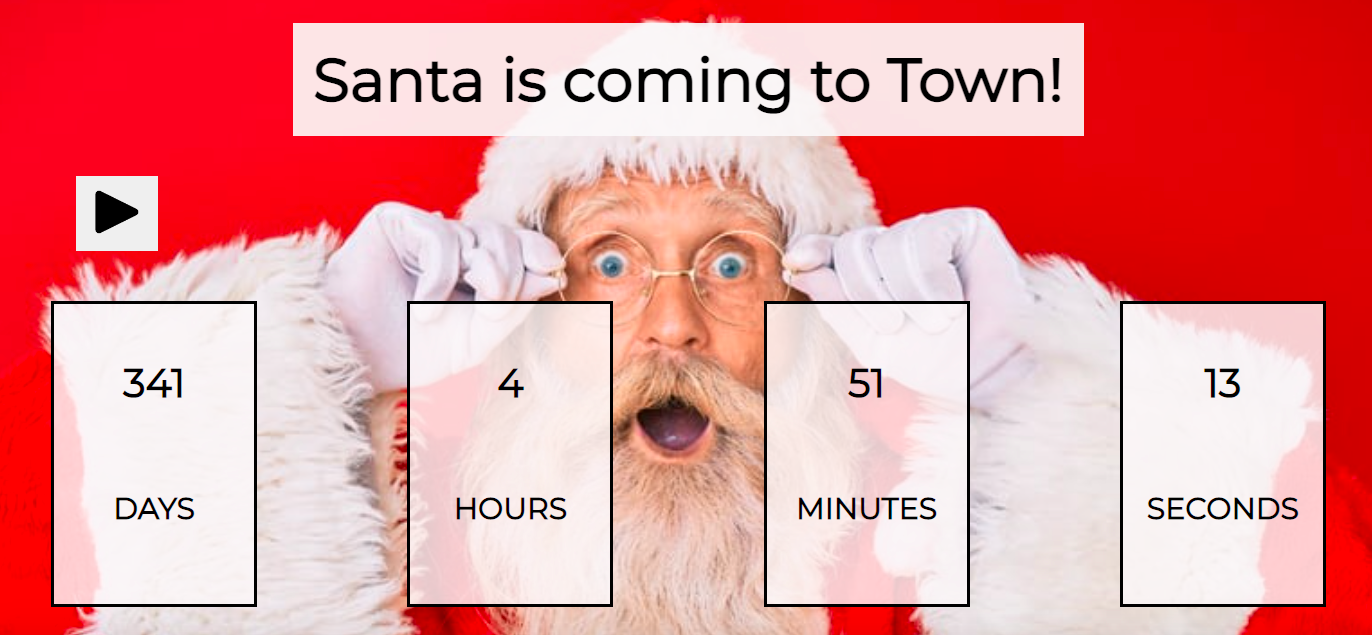 Santa is coming to Town!
341
4
51
13
DAYS
HOURS
MINUTES
SECONDS